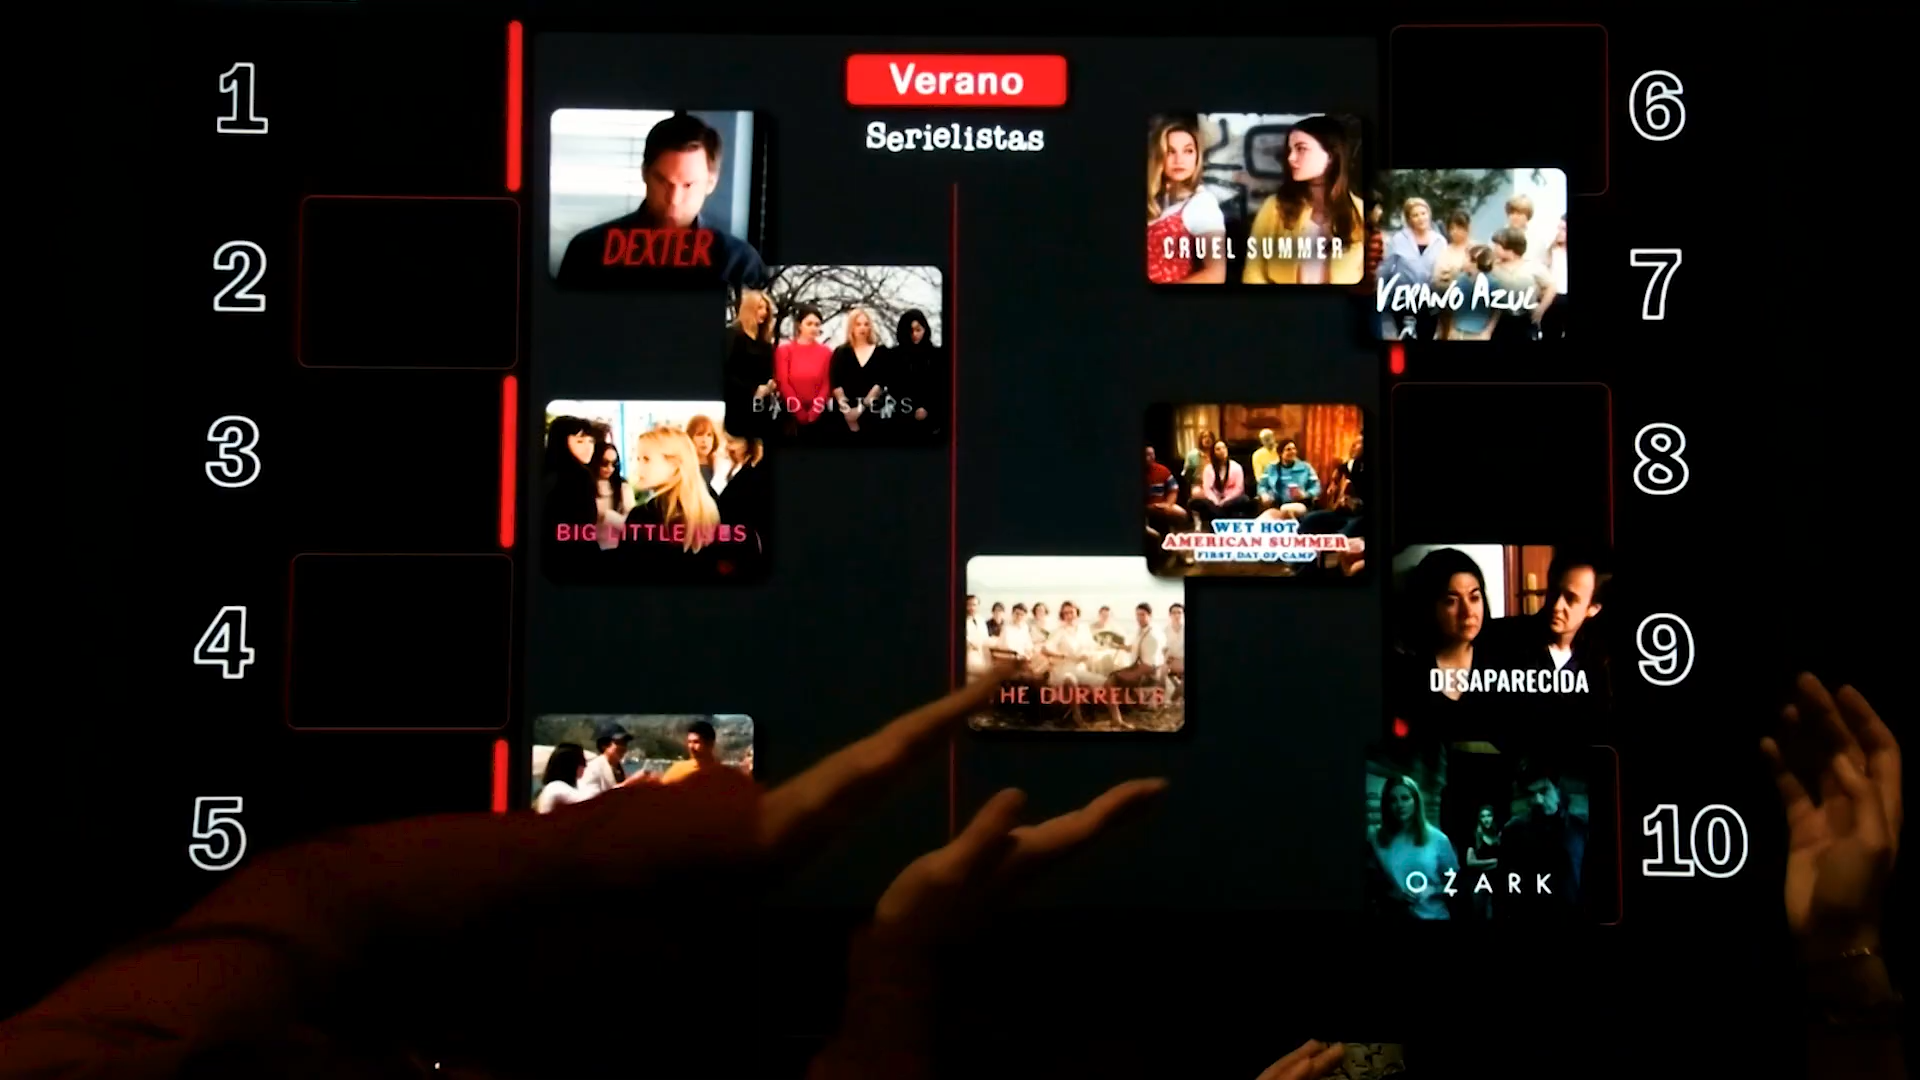 1
2
3
4
5
Verano
Serielistas
DEXTER
BAD SISTERS
BIG LITTLE LIES
CRUEL SUMMER
VERANO AZUL
WET HOT
AMERICAN SUMMER
FIRST DAY OF CAMP
THE DURRELLS
DESAPARECIDA
OZARK
6
7
8
9
10